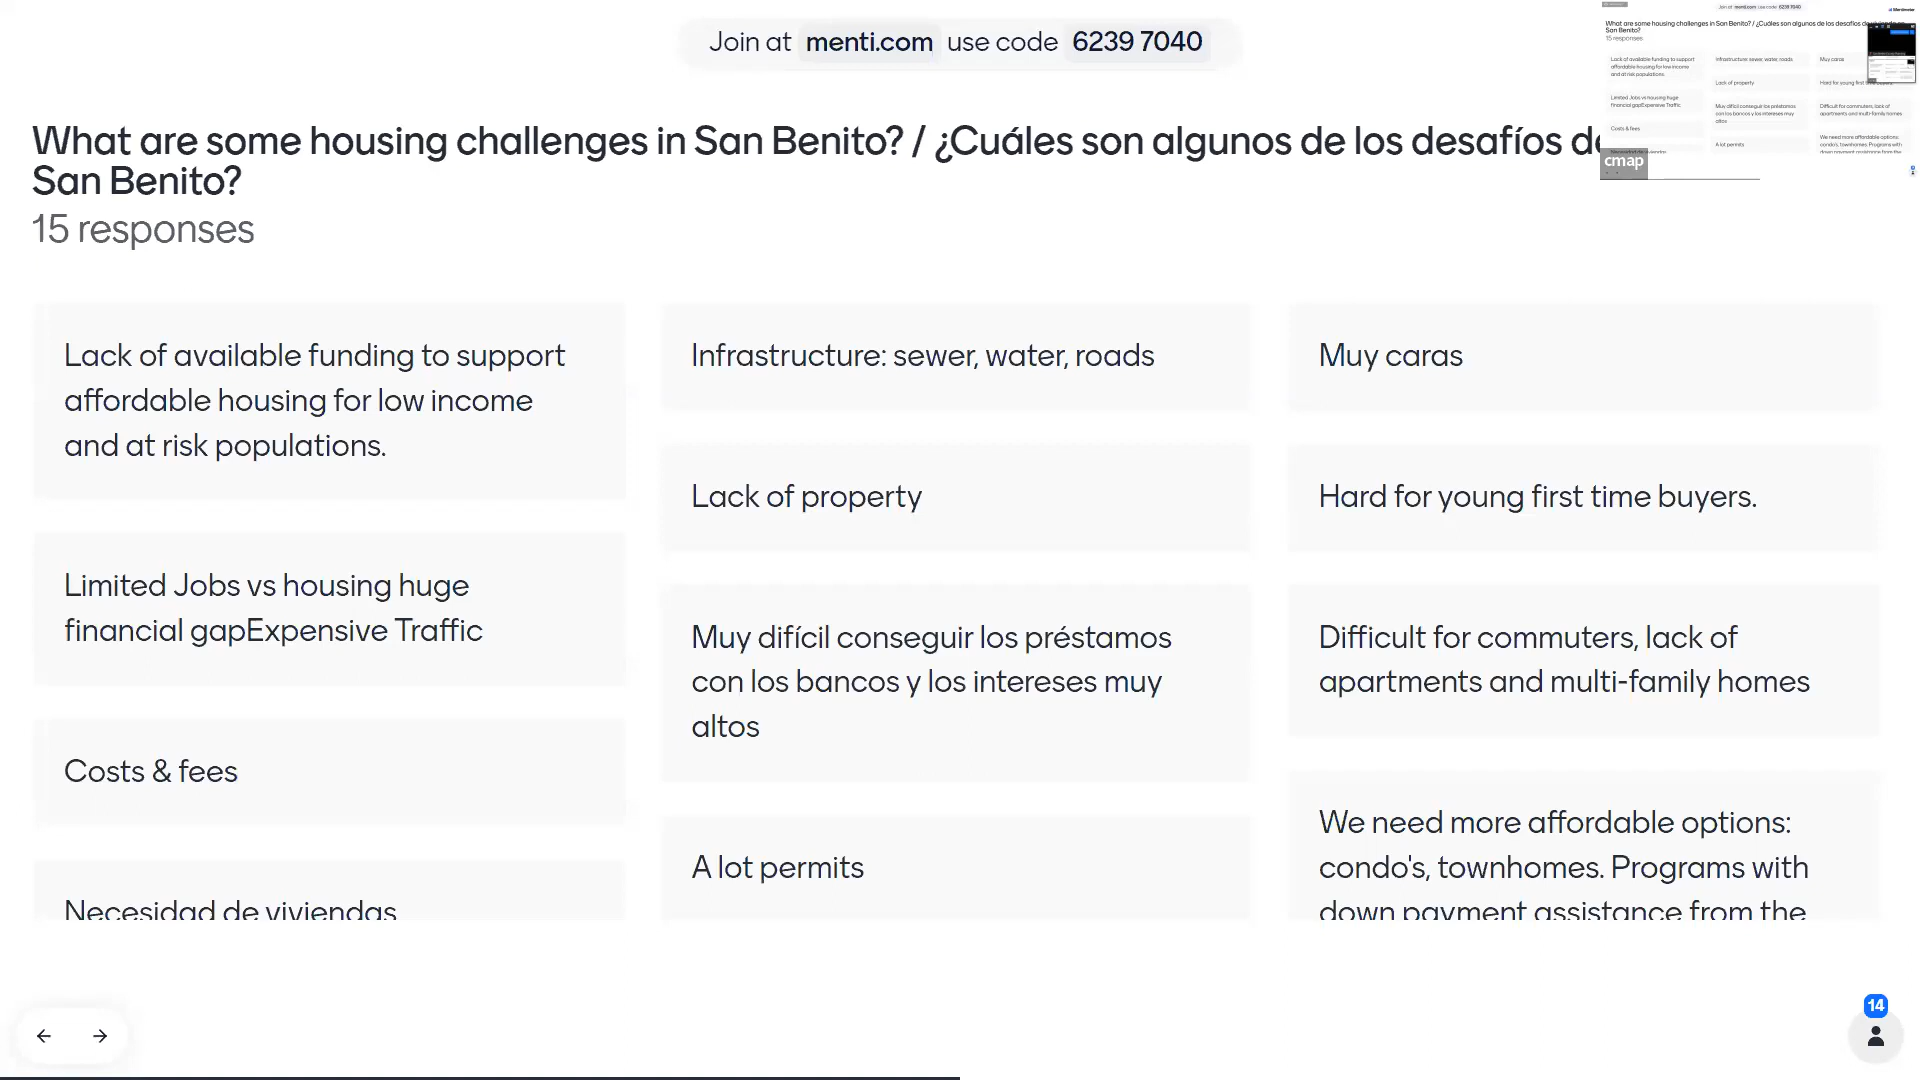 Join at menti.com use code 6239 7040
What are some housing challenges in San Benito? / ¿Cuáles son algunos de los desafíos
San Benito?
15 responses
Lack of available funding to support
affordable housing for low income
and at risk populations.
Limited Jobs vs housing huge
financial gapExpensive Traffic
Costs & fees
Necesidad de viviendas
Infrastructure: sewer, water, roads
Lack of property
Muy difícil conseguir los préstamos
con los bancos y los intereses muy
altos
A lot permits
Muy caras
Hard for young first time buyers.
Difficult for commuters, lack of
apartments and multi-family homes
We need more affordable options:
condo's, townhomes. Programs with
down payment assistance from the
cmap
14